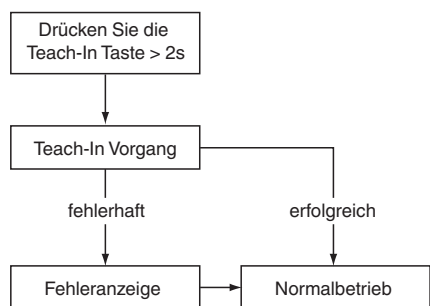 Drücken Sie die
Teach-In Taste > 2s
Teach-In Vorgang
fehlerhaft
erfolgreich
Fehleranzeige
Normalbetrieb